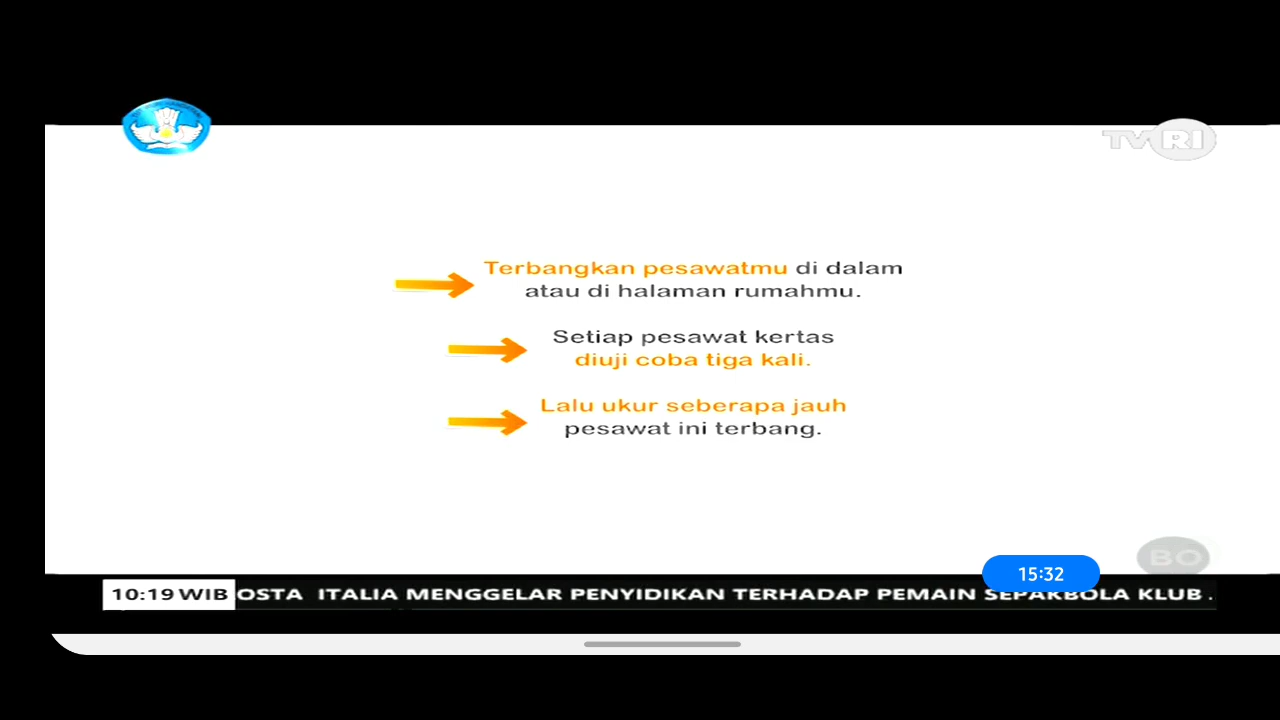 TVRI
Terbangkan pesawatmu di dalam
atau di halaman rumahmu.
Setiap pesawat kertas
diuji coba tiga kali.
Lalu ukur seberapa jauh
pesawat ini terbang.
BO
15:32
10:19 WIB OSTA ITALIA MENGGELAR PENYIDIKAN TERHADAP PEMAIN SEPAKBOLA KLUB